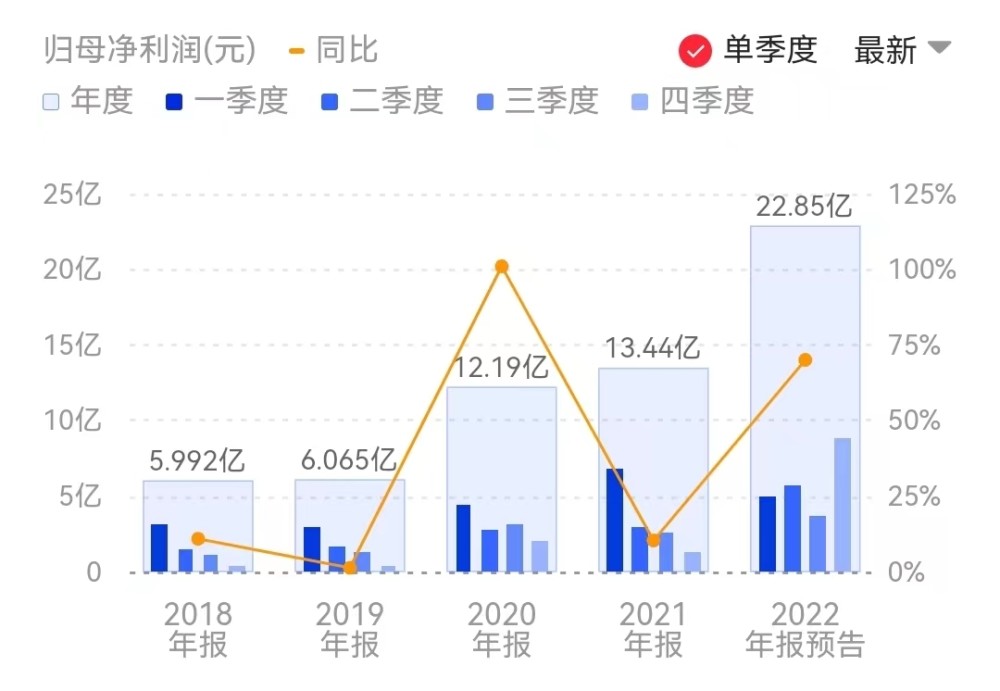 归母净利润(元) 同比 单季度 最新
年度 一季度 二季度 三季度 四季度
25亿 125%
22.85亿
20亿 100%
15亿 75%
13.44亿
12.19亿
10亿 50%
5.992亿 6.065亿
5亿 25%
0 0%
2018 2019 2020 2021 2022
年报 年报 年报 年报 年报预告